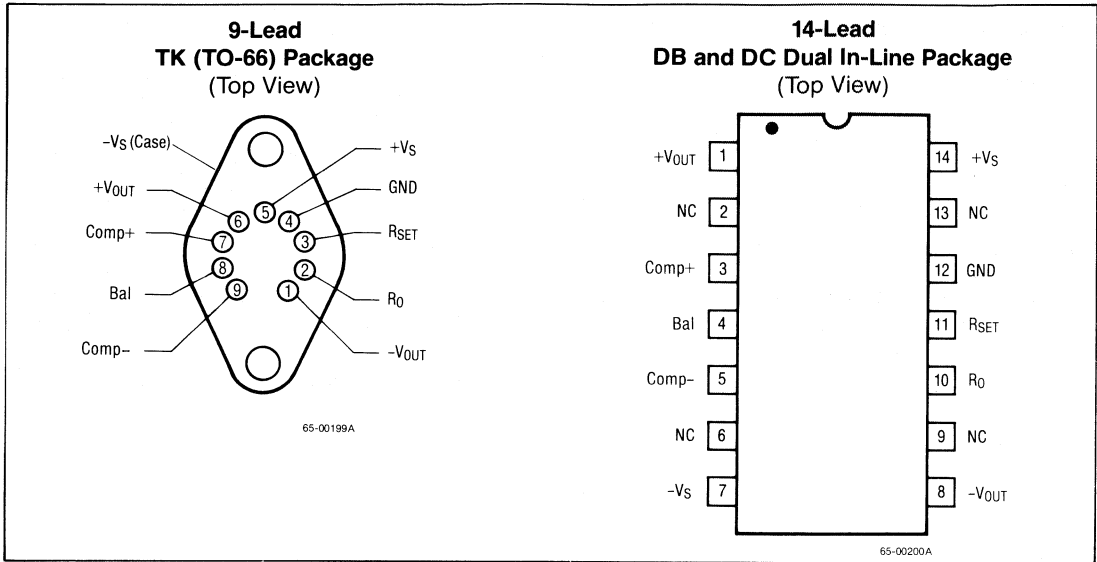 9-Lead
TK (TO-66) Package
(Top View)
–VS (Case)
+VOUT
Comp+
Bal
Comp–
+VS
GND
RSET
RO
–VOUT
5
6
4
7
3
8
2
9
1
65-00199A
14-Lead
DB and DC Dual In-Line Package
(Top View)
+VOUT 1
14 +VS
NC 2
13 NC
Comp+ 3
12 GND
Bal 4
11 RSET
Comp– 5
10 RO
NC 6
9 NC
–VS 7
8 –VOUT
65-00200A